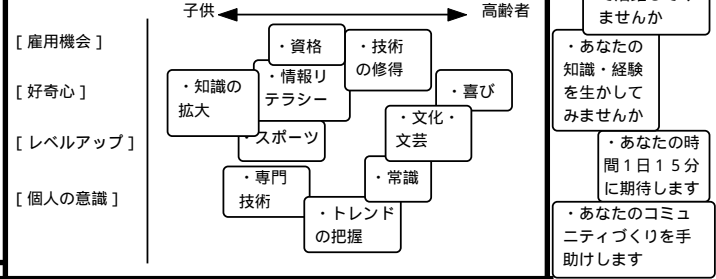 子供
高齢者
[ 雇用機会 ]
[ 好奇心 ]
[ レベルアップ ]
[ 個人の意識 ]
・資格
・技術
の修得
・情報リ
テラシー
・知識の
拡大
・喜び
・文化・
文芸
スポーツ
・専門
技術
・常識
・トレンド
の把握
ませんか
・あなたの
知識・経験
を生かして
みませんか
・あなたの時
間１日１５分
に期待します
・あなたのコミュ
ニティづくりを手
助けします